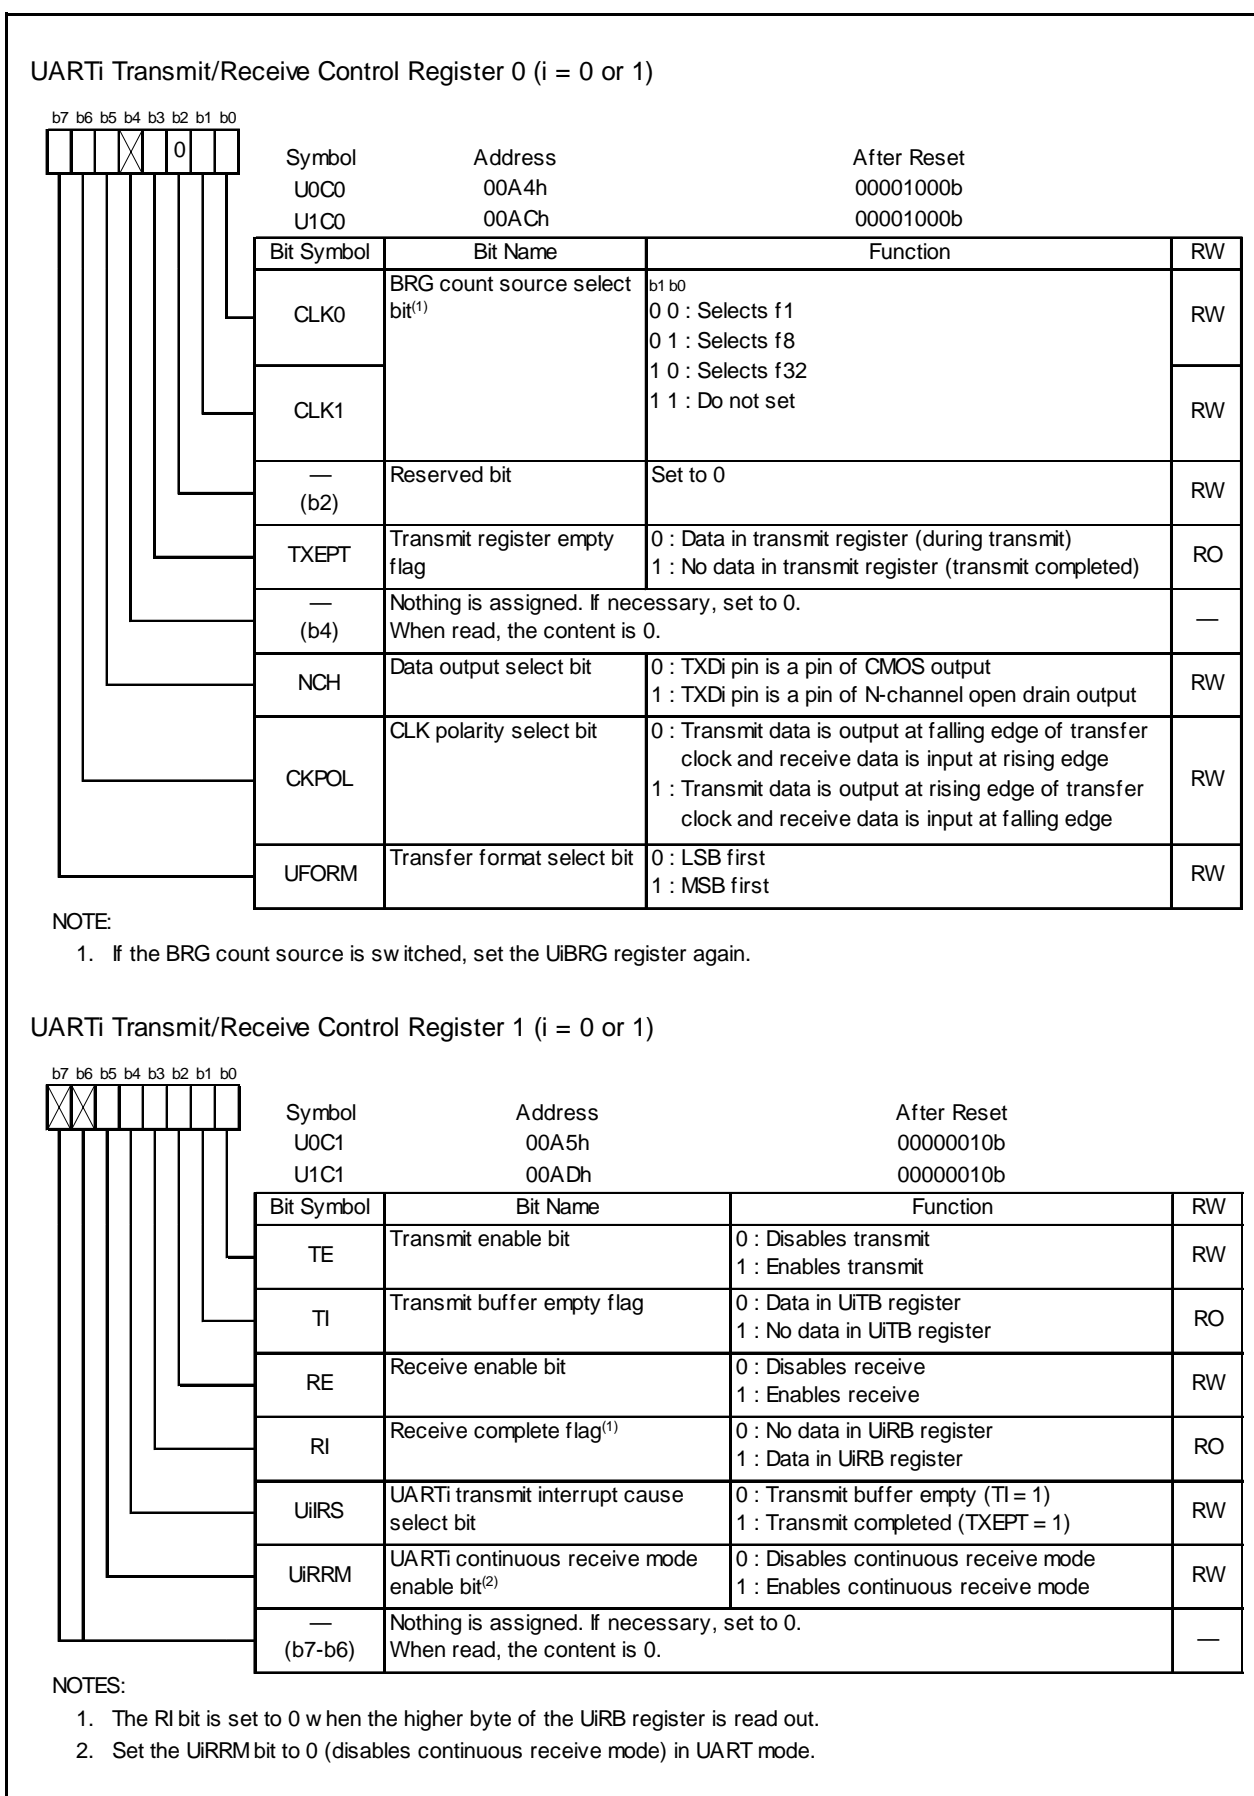 UARTi Transmit/Receive Control Register 0 (i = 0 or 1)
b7 b6 b5 b4 b3 b2 b1 b0
0
Symbol Address After Reset
U0C0 00A4h 00001000b
U1C0 00ACh 00001000b
Bit Symbol Bit Name Function RW
CLK0 BRG count source select bit(1) b1 b0 RW
0 0 : Selects f1
0 1 : Selects f8
1 0 : Selects f32
CLK1 1 1 : Do not set RW
— Reserved bit Set to 0 RW
(b2)
TXEPT Transmit register empty flag 0 : Data in transmit register (during transmit) RO
1 : No data in transmit register (transmit completed)
— Nothing is assigned. If necessary, set to 0. —
(b4) When read, the content is 0.
NCH Data output select bit 0 : TXDi pin is a pin of CMOS output RW
1 : TXDi pin is a pin of N-channel open drain output
CKPOL CLK polarity select bit 0 : Transmit data is output at falling edge of transfer RW
clock and receive data is input at rising edge
1 : Transmit data is output at rising edge of transfer
clock and receive data is input at falling edge
UFORM Transfer format select bit 0 : LSB first RW
1 : MSB first
NOTE:
1. If the BRG count source is switched, set the UiBRG register again.
UARTi Transmit/Receive Control Register 1 (i = 0 or 1)
b7 b6 b5 b4 b3 b2 b1 b0
Symbol Address After Reset
U0C1 00A5h 00000010b
U1C1 00ADh 00000010b
Bit Symbol Bit Name Function RW
TE Transmit enable bit 0 : Disables transmit RW
1 : Enables transmit
TI Transmit buffer empty flag 0 : Data in UiTB register RO
1 : No data in UiTB register
RE Receive enable bit 0 : Disables receive RW
1 : Enables receive
RI Receive complete flag(1) 0 : No data in UiRB register RO
1 : Data in UiRB register
UiIRS UARTi transmit interrupt cause select bit 0 : Transmit buffer empty (TI = 1) RW
1 : Transmit completed (TXEPT = 1)
UiRRM UARTi continuous receive mode enable bit(2) 0 : Disables continuous receive mode RW
1 : Enables continuous receive mode
— Nothing is assigned. If necessary, set to 0. —
(b7-b6) When read, the content is 0.
NOTES:
1. The RI bit is set to 0 when the higher byte of the UiRB register is read out.
2. Set the UiRRM bit to 0 (disables continuous receive mode) in UART mode.